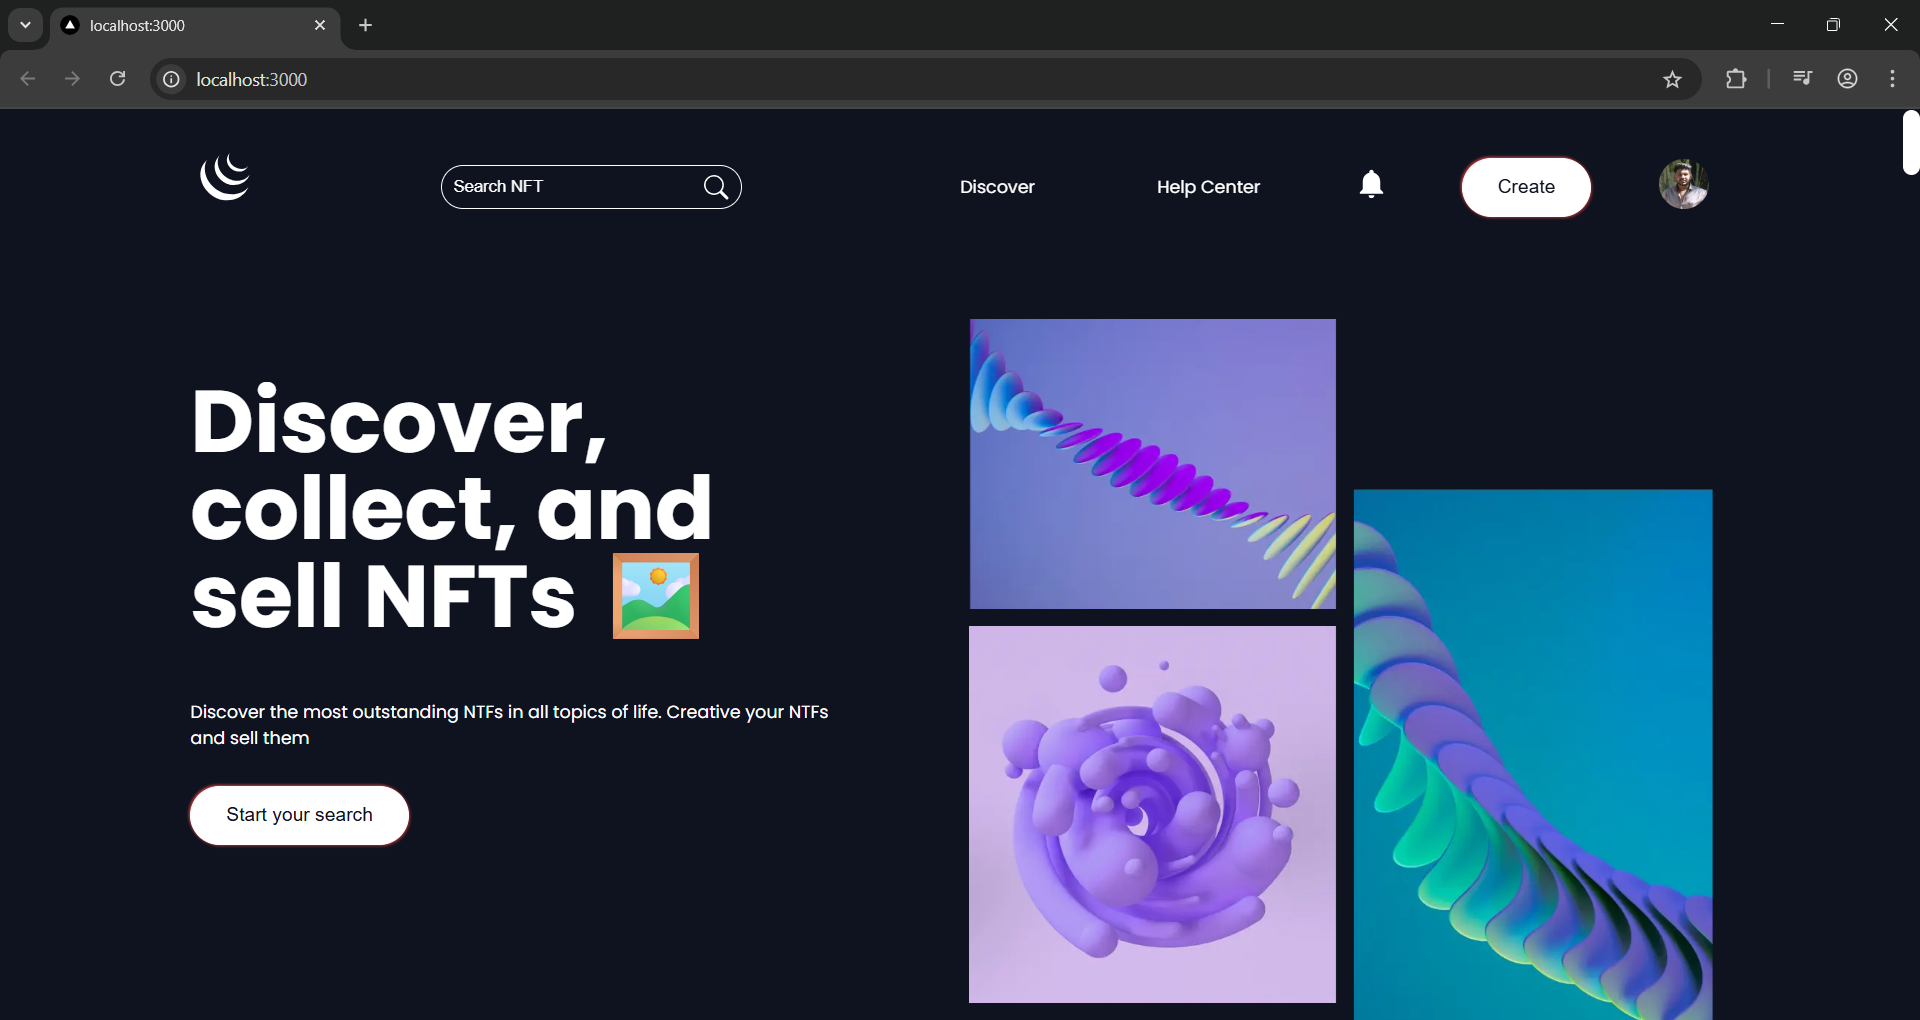 localhost:3000
localhost:3000
Search NFT
Discover
Help Center
Create
Discover,
collect, and
sell NFTs
Discover the most outstanding NTFs in all topics of life. Creative your NTFs
and sell them
Start your search